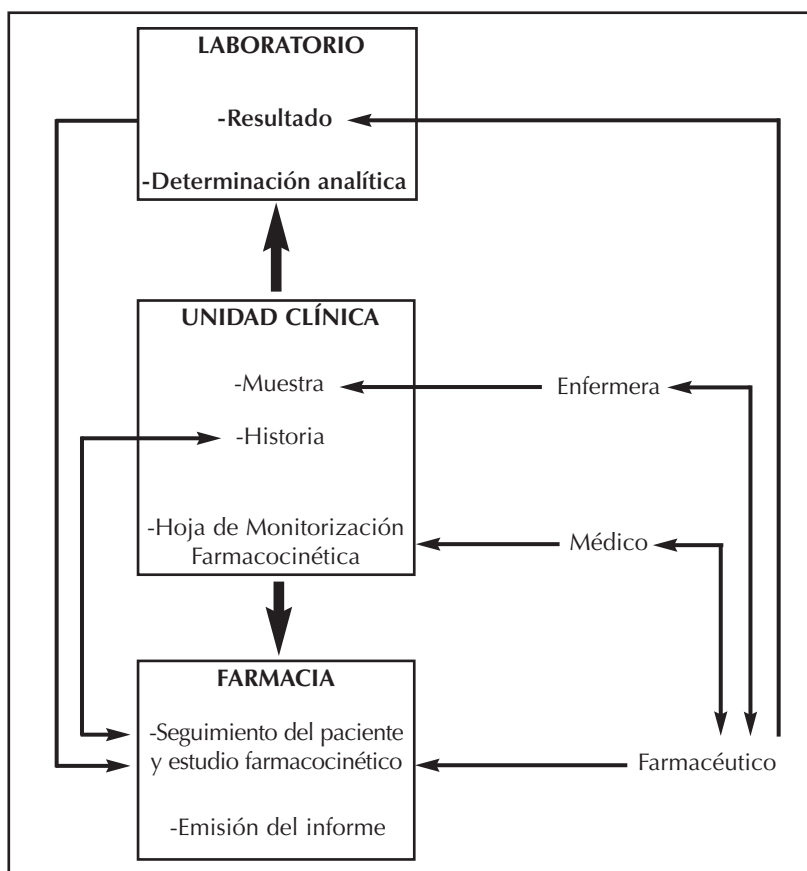 LABORATORIO
-Resultado
-Determinación analítica
UNIDAD CLÍNICA
-Muestra
Enfermera
-Historia
-Hoja de Monitorización
Farmacocinética
Médico
FARMACIA
-Seguimiento del paciente
y estudio farmacocinético
Farmacéutico
-Emisión del informe